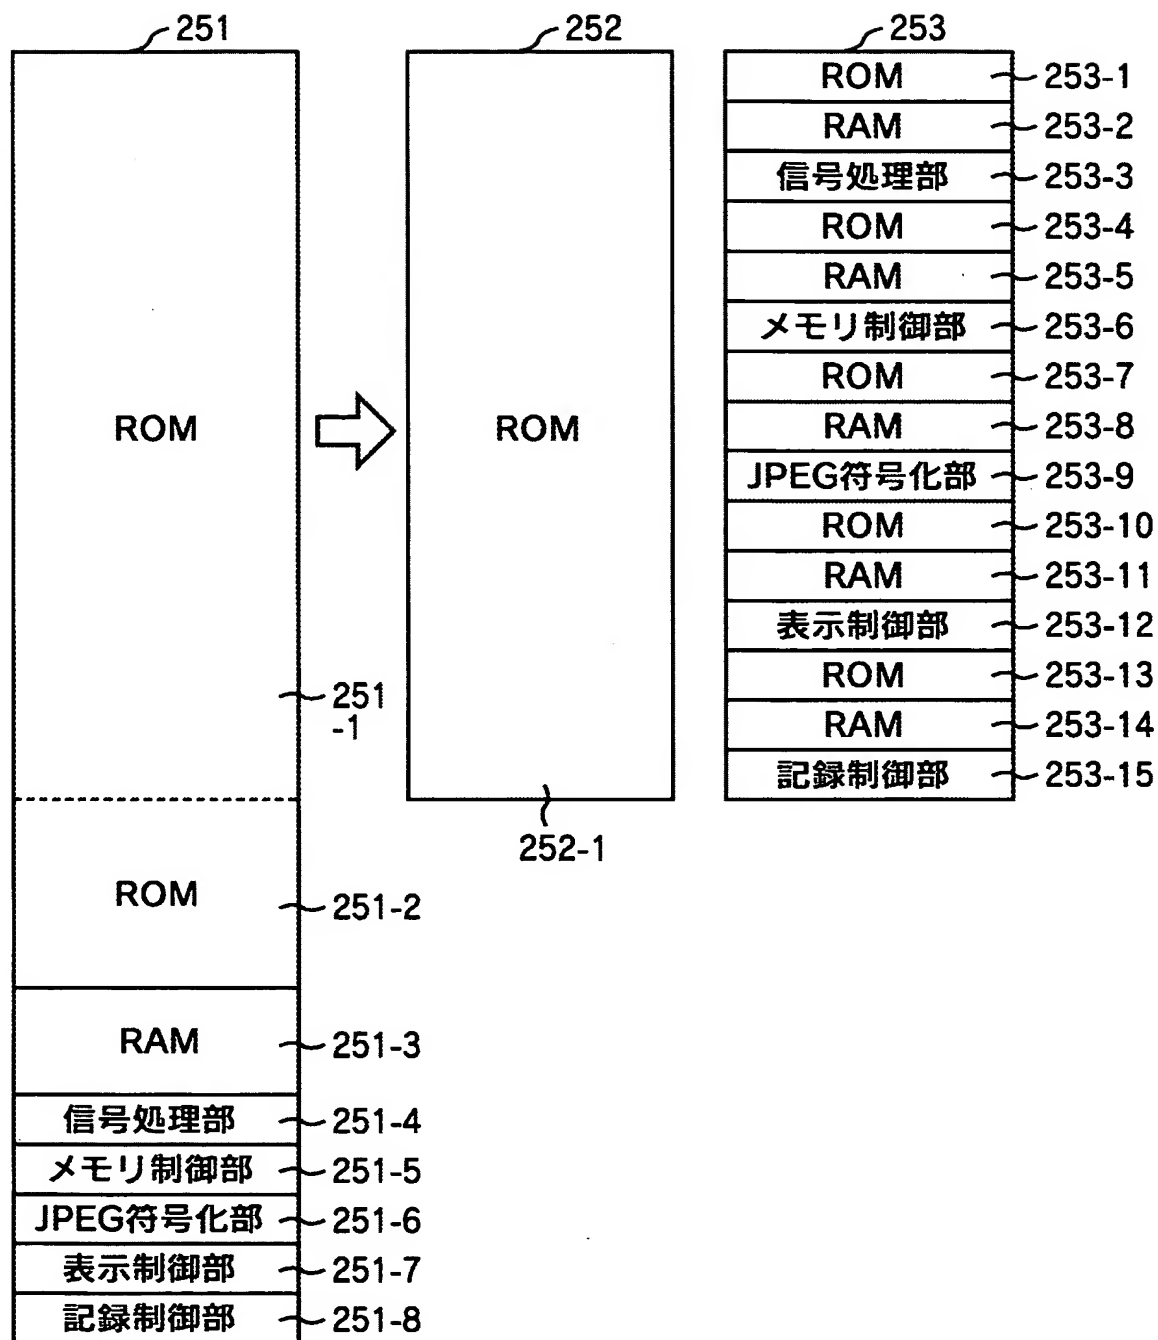 251
252
253
ROM
251
-1
ROM
251-2
RAM
251-3
信号処理部
251-4
メモリ制御部
251-5
JPEG符号化部
251-6
表示制御部
251-7
記録制御部
251-8
ROM
252-1
ROM
253-1
RAM
253-2
信号処理部
253-3
ROM
253-4
RAM
253-5
メモリ制御部
253-6
ROM
253-7
RAM
253-8
JPEG符号化部
253-9
ROM
253-10
RAM
253-11
表示制御部
253-12
ROM
253-13
RAM
253-14
記録制御部
253-15